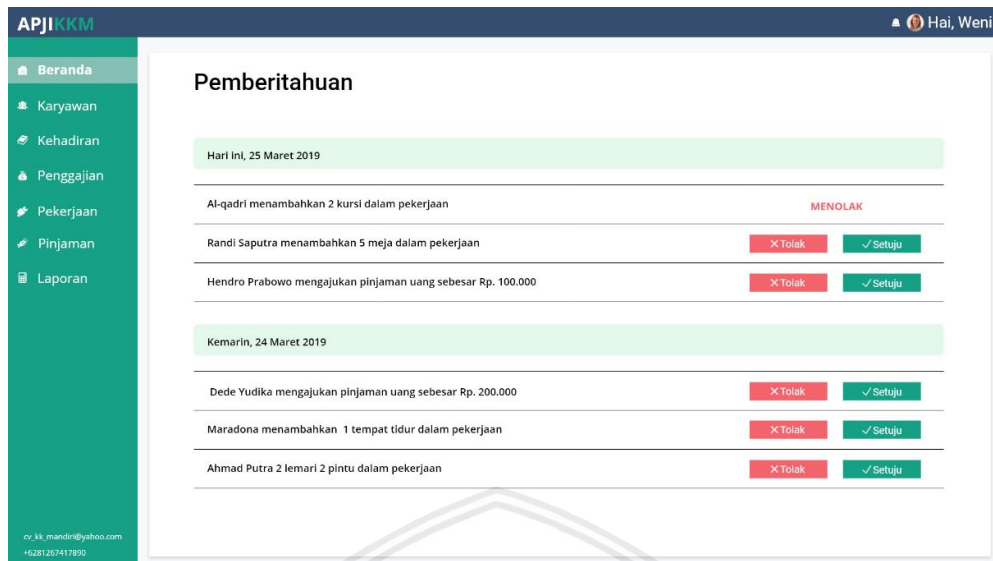 APJIKKM
Hai, Weni
Beranda
Karyawan
Kehadiran
Penggajian
Pekerjaan
Pinjaman
Laporan
cv_kk_mandiri@yahoo.com
+6281267417890
Pemberitahuan
Hari ini, 25 Maret 2019
Al-qadri menambahkan 2 kursi dalam pekerjaan MENOLAK
Randi Saputra menambahkan 5 meja dalam pekerjaan Tolak Setuju
Hendro Prabowo mengajukan pinjaman uang sebesar Rp. 100.000 Tolak Setuju
Kemarin, 24 Maret 2019
Dede Yudika mengajukan pinjaman uang sebesar Rp. 200.000 Tolak Setuju
Maradona menambahkan 1 tempat tidur dalam pekerjaan Tolak Setuju
Ahmad Putra 2 lemari 2 pintu dalam pekerjaan Tolak Setuju